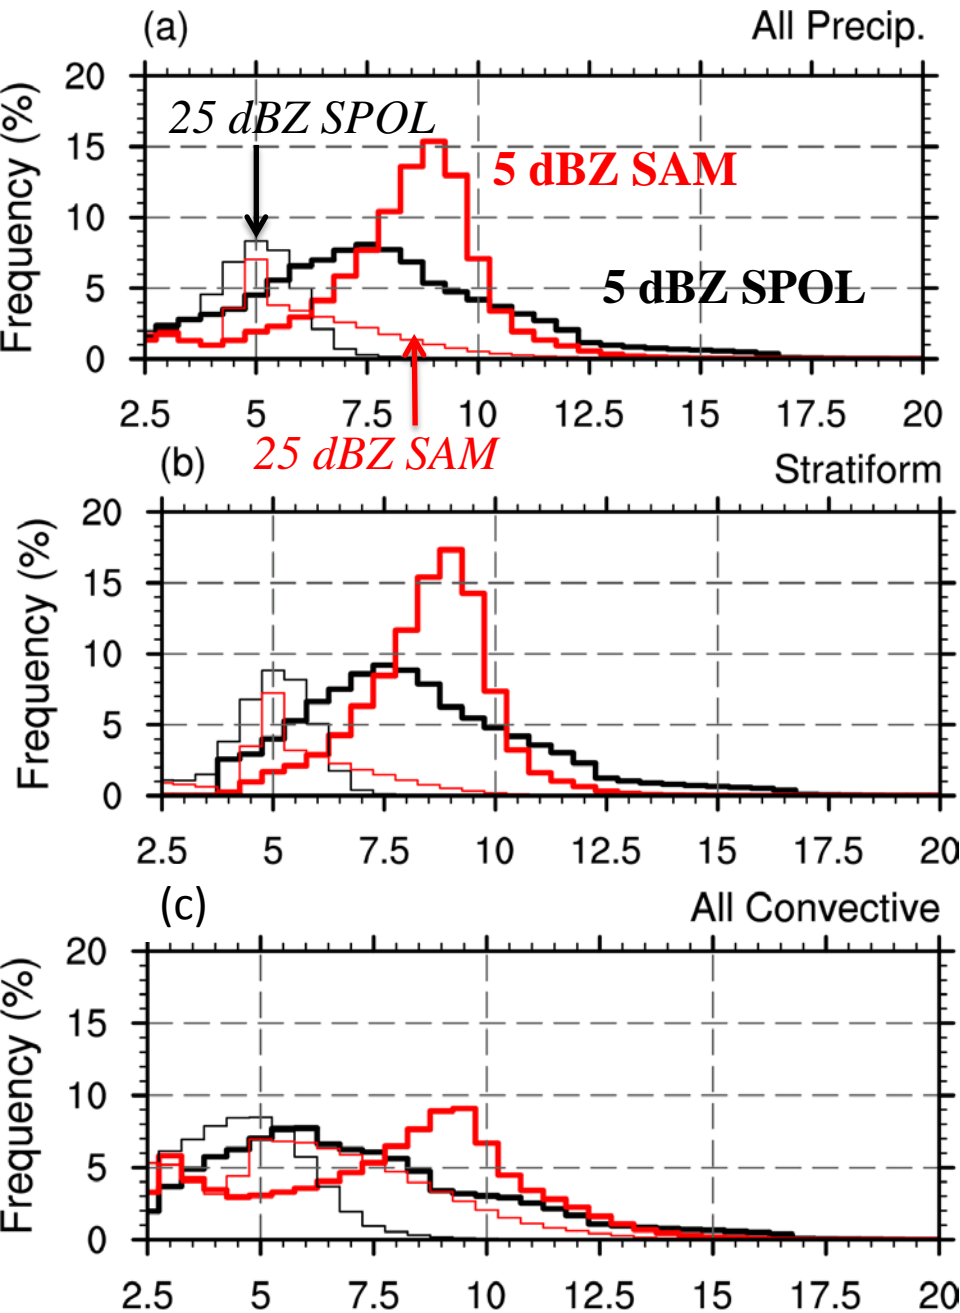 (a) All Precip.
Frequency (%)
20
15
10
5
0
25 dBZ SPOL
5 dBZ SAM
5 dBZ SPOL
2.5 5 7.5 10 12.5 15 17.5 20
25 dBZ SAM
(b) Stratiform
Frequency (%)
20
15
10
5
0
2.5 5 7.5 10 12.5 15 17.5 20
(c) All Convective
Frequency (%)
20
15
10
5
0
2.5 5 7.5 10 12.5 15 17.5 20